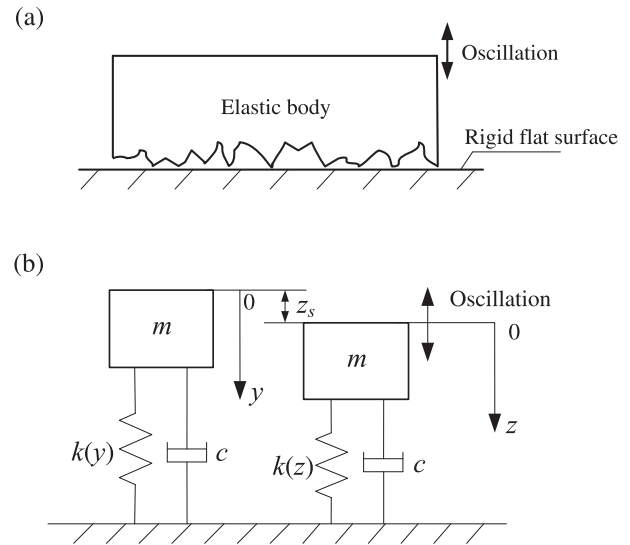 (a)
Oscillation
Elastic body
Rigid flat surface
(b)
0
z_s
Oscillation
m
0
m
y
z
k(y)
c
k(z)
c